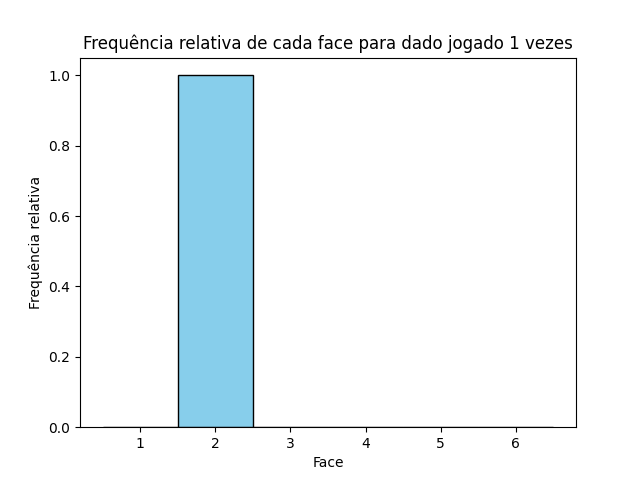 Frequência relativa de cada face para dado jogado 1 vezes
1.0
0.8
0.6
0.4
0.2
0.0
Frequência relativa
1 2 3 4 5 6
Face